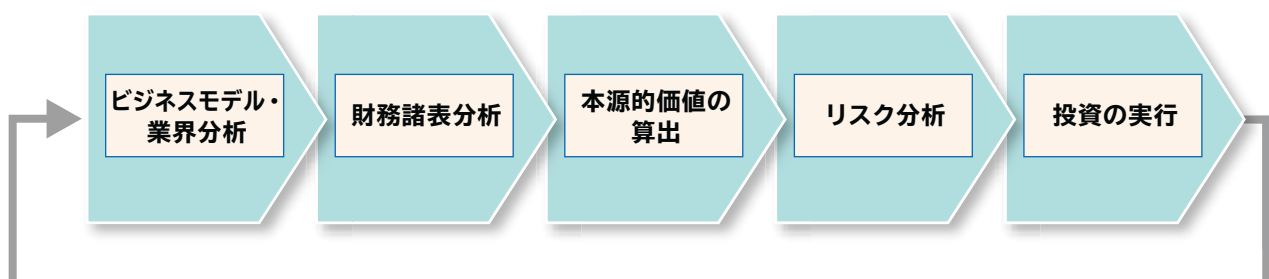 ビジネスモデル・
業界分析
財務諸表分析
本源的価値の
算出
リスク分析
投資の実行